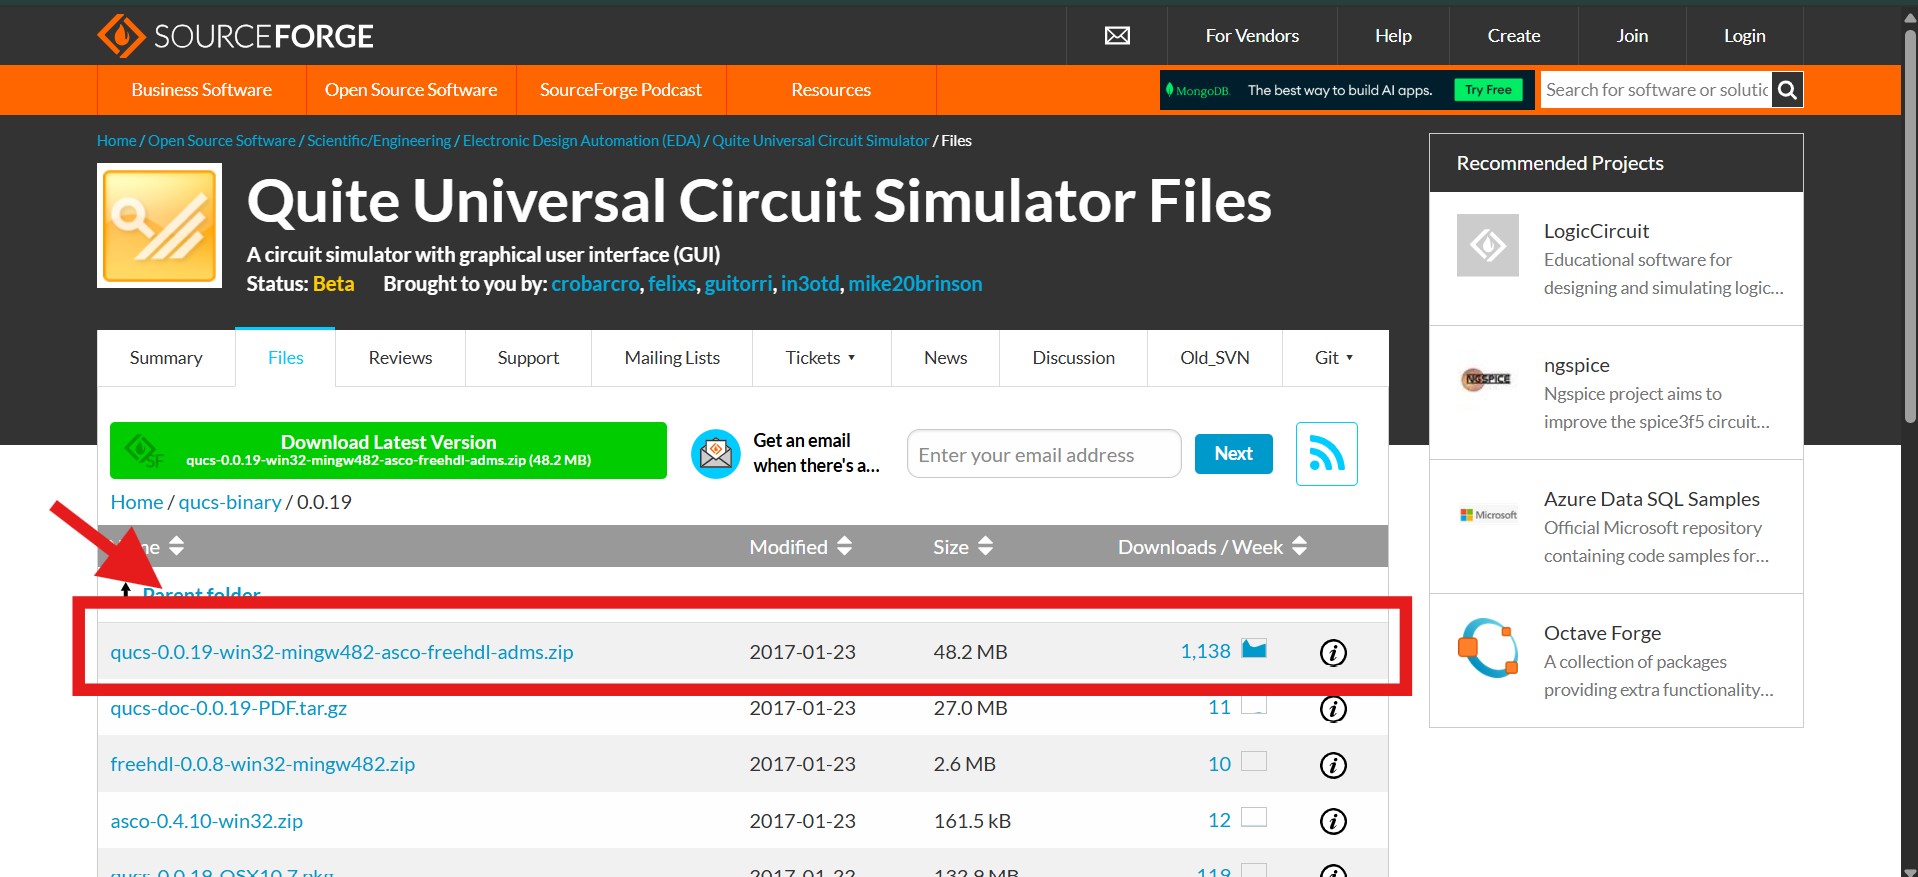 SOURCEFORGE
For Vendors Help Create Join Login
Business Software Open Source Software SourceForge Podcast Resources
MongoDB. The best way to build AI apps. Try Free
Search for software or solutic
Home / Open Source Software / Scientific/Engineering / Electronic Design Automation (EDA) / Quite Universal Circuit Simulator / Files
Quite Universal Circuit Simulator Files
A circuit simulator with graphical user interface (GUI)
Status: Beta Brought to you by: crobarcro, felixs, guitorri, in3otd, mike20brinson
Summary Files Reviews Support Mailing Lists Tickets News Discussion Old_SVN Git
SF
Download Latest Version
qucs-0.0.19-win32-mingw482-asco-freehdl-adms.zip (48.2 MB)
Get an email
when there's a...
Enter your email address
Next
Home / qucs-binary / 0.0.19
Modified Size Downloads / Week
Parent folder
qucs-0.0.19-win32-mingw482-asco-freehdl-adms.zip 2017-01-23 48.2 MB 1,138 i
qucs-doc-0.0.19-PDF.tar.gz 2017-01-23 27.0 MB 11 i
freehdl-0.0.8-win32-mingw482.zip 2017-01-23 2.6 MB 10 i
asco-0.4.10-win32.zip 2017-01-23 161.5 kB 12 i
Recommended Projects
LogicCircuit
Educational software for
designing and simulating logic...
NGSPICE
ngspice
Ngspice project aims to
improve the spice3f5 circuit...
Microsoft
Azure Data SQL Samples
Official Microsoft repository
containing code samples for...
Octave Forge
A collection of packages
providing extra functionality...